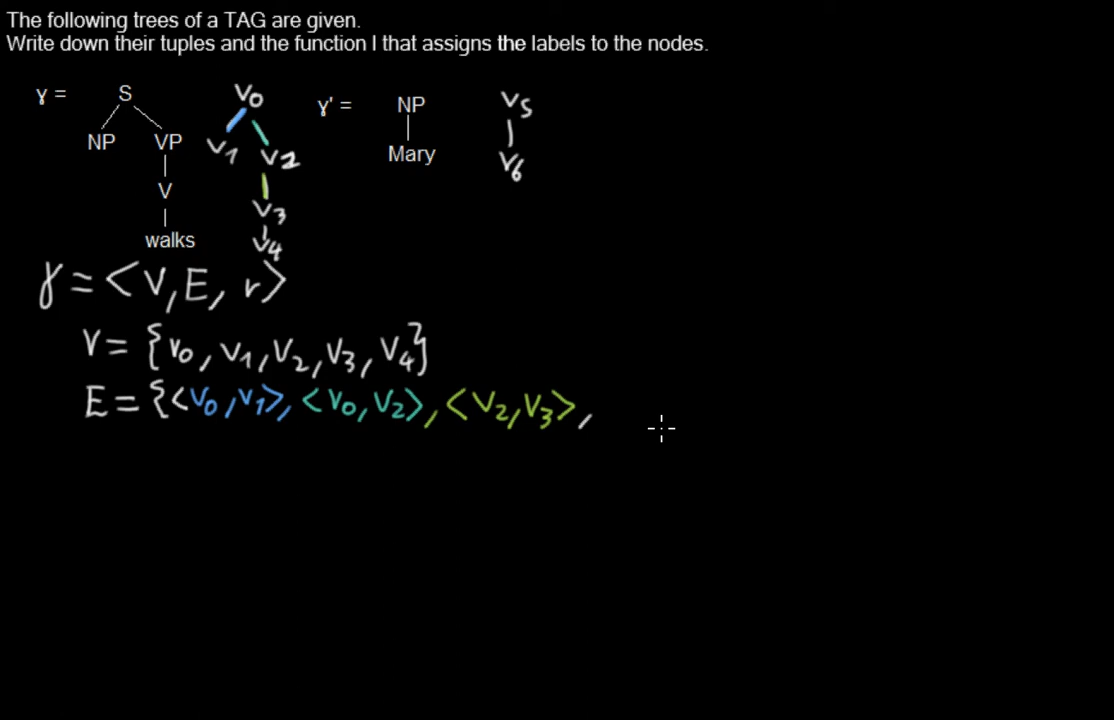 The following trees of a TAG are given.
Write down their tuples and the function l that assigns the labels to the nodes.
γ = S v0 γ' = NP v5
NP VP v1 v2 Mary v6
V v3
walks v4
γ = <V, E, r>
V = {v0, v1, v2, v3, v4}
E = {<v0, v1>, <v0, v2>, <v2, v3>,